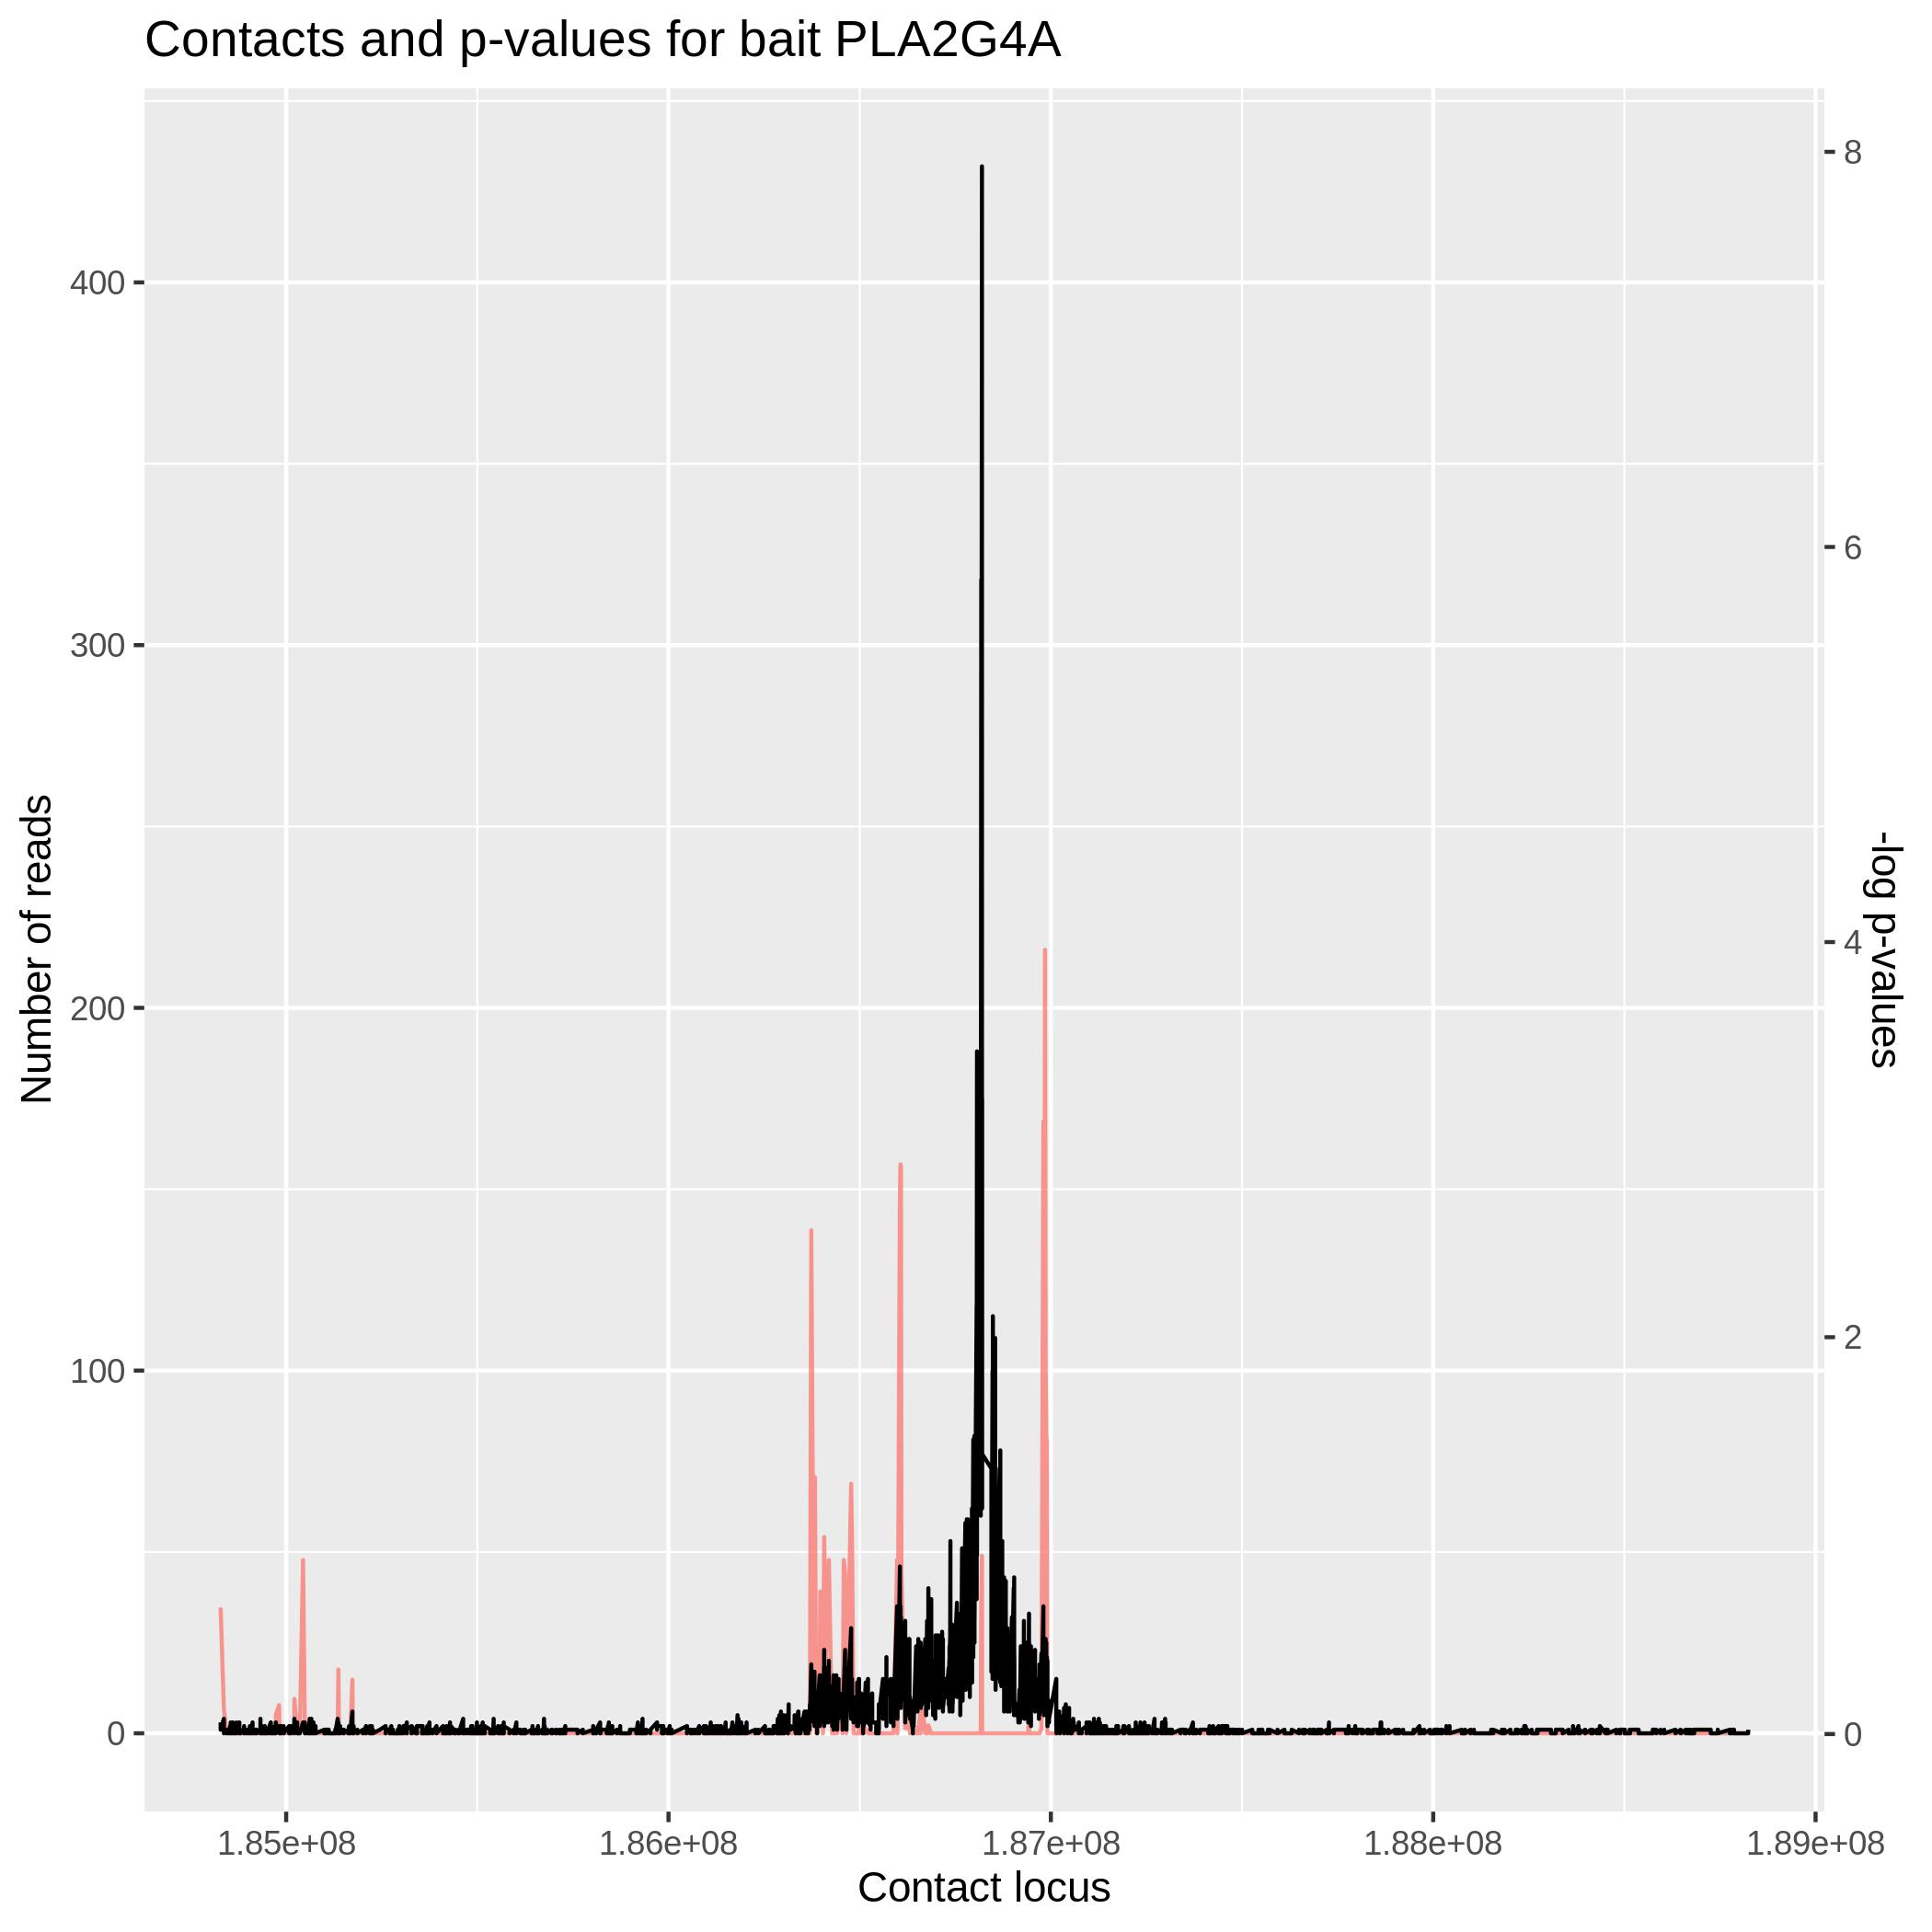 Contacts and p-values for bait PLA2G4A
Number of reads
400
300
200
100
0
8
6
4
2
0
-log p-values
1.85e+08
1.86e+08
1.87e+08
1.88e+08
1.89e+08
Contact locus